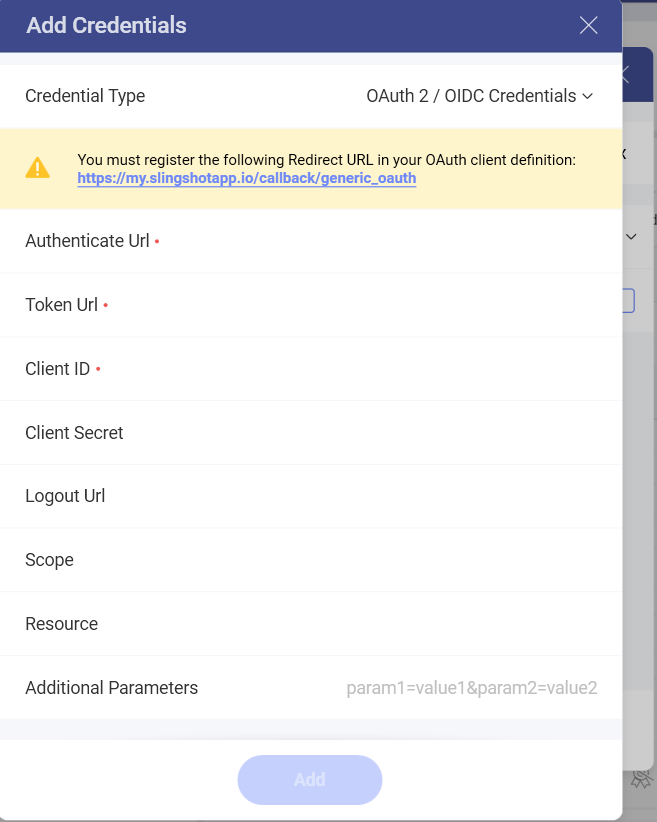 Add Credentials
Credential Type
OAuth 2 / OIDC Credentials
You must register the following Redirect URL in your OAuth client definition:
https://my.slingshotapp.io/callback/generic_oauth
Authenticate Url •
Token Url •
Client ID •
Client Secret
Logout Url
Scope
Resource
Additional Parameters
param1=value1&param2=value2
Add